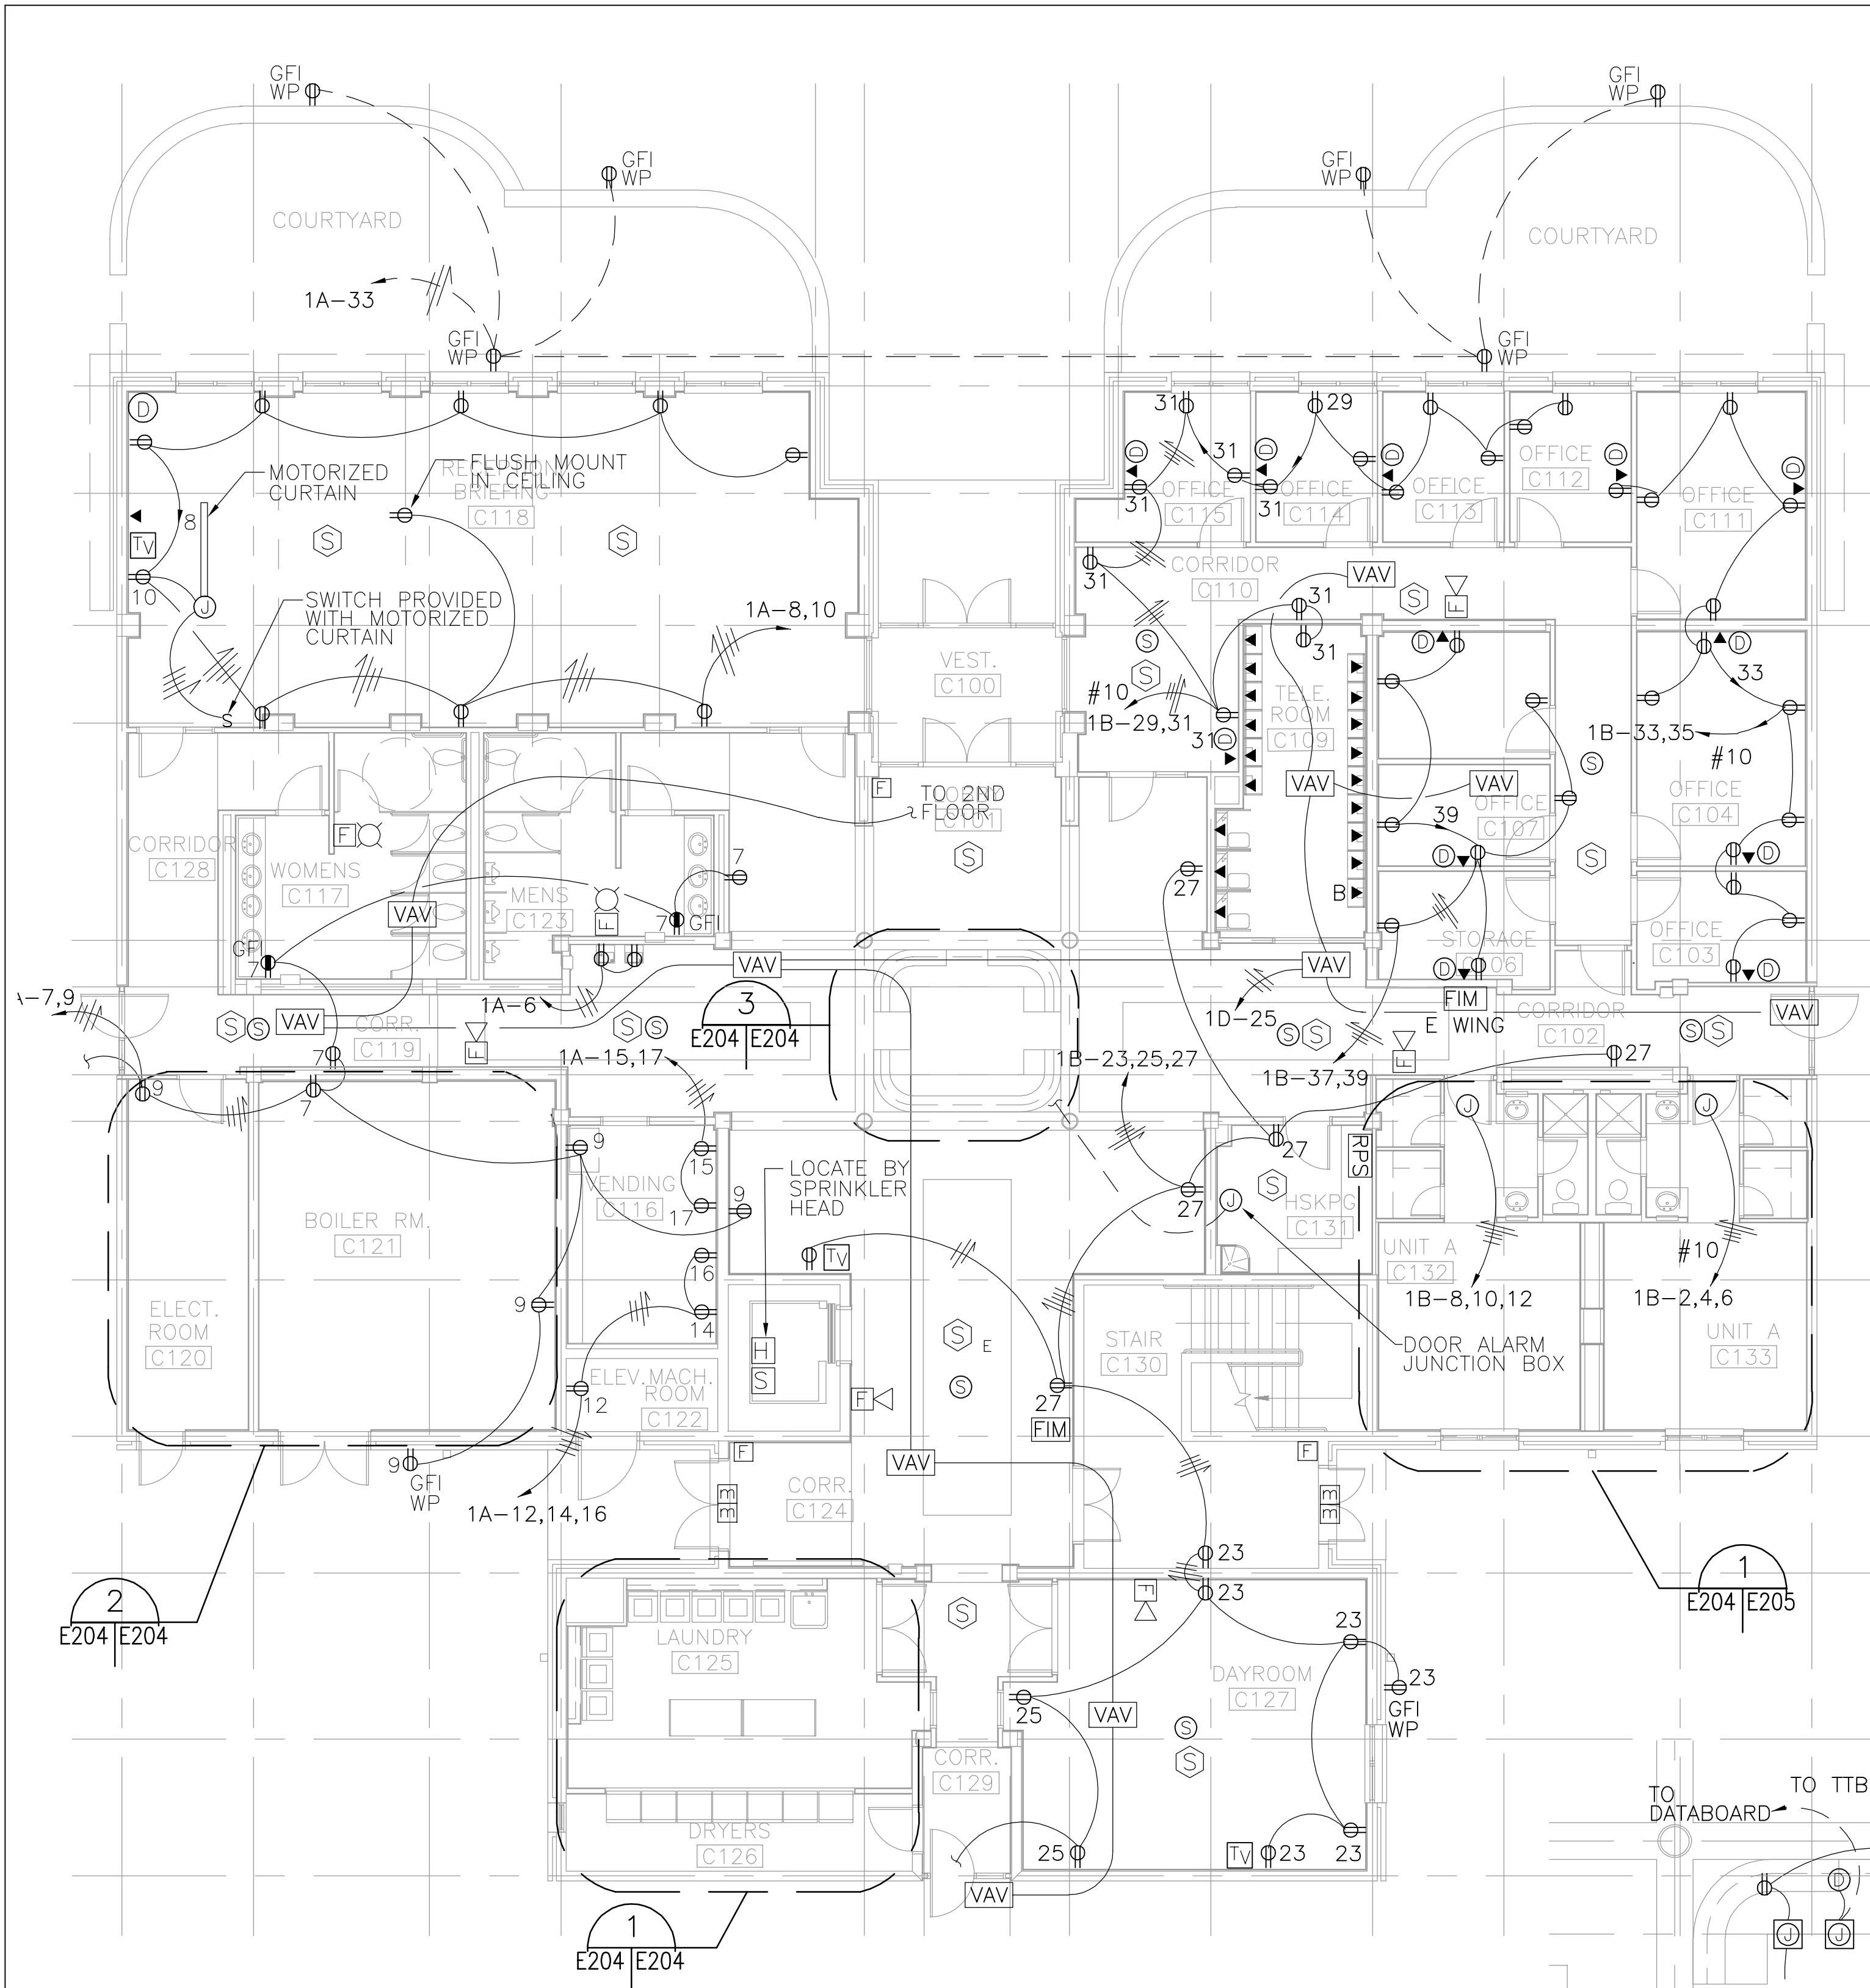 GFI
WP
GFI
WP
GFI
WP
GFI
WP
COURTYARD
COURTYARD
1A-33
GFI
WP
GFI
WP
D
MOTORIZED
CURTAIN
FLUSH MOUNT
IN CEILING
RECEPTION
BRIEFING
C118
8
TV
S
S
10
J
SWITCH PROVIDED
WITH MOTORIZED
CURTAIN
S
1A-8,10
31
D
31
31
OFFICE
C115
29
D
31
OFFICE
C114
D
OFFICE
C113
OFFICE
C112
D
OFFICE
C111
D
31
CORRIDOR
C110
VAV
S
F
31
31
S
S
VEST.
C100
#10
1B-29,31
31
D
TELE.
ROOM
C109
D
D
33
1B-33,35
#10
S
VAV
VAV
OFFICE
C107
OFFICE
C104
39
D
D
S
B
F
TO 2ND
FLOOR
LOBBY
C101
S
CORRIDOR
C128
F
WOMENS
C117
VAV
MENS
C123
F
7
7
GFI
GFI
7
27
STORAGE
C106
D
OFFICE
C103
D
-7,9
S
S
VAV
CORR.
C119
F
1A-6
S
S
VAV
3
E204
E204
VAV
1D-25
FIM
E WING
CORRIDOR
C102
VAV
S
S
S
S
F
27
1A-15,17
1B-23,25,27
1B-37,39
9
7
7
9
15
17
9
VENDING
C116
16
14
LOCATE BY
SPRINKLER
HEAD
TV
27
27
J
S
HSKPG
C131
RPS
J
J
UNIT A
C132
#10
1B-8,10,12
1B-2,4,6
UNIT A
C133
DOOR ALARM
JUNCTION BOX
BOILER RM.
C121
ELECT.
ROOM
C120
9
ELEV.MACH.
ROOM
C122
12
H
S
F
S
E
S
27
FIM
STAIR
C130
9
GFI
WP
1A-12,14,16
F
VAV
CORR.
C124
F
23
23
F
2
E204
E204
1
E204
E205
LAUNDRY
C125
S
23
23
GFI
WP
DAYROOM
C127
25
VAV
S
S
CORR.
C129
DRYERS
C126
25
TV
23
23
VAV
1
E204
E204
TO
DATABOARD
TO TTB
D
J
J